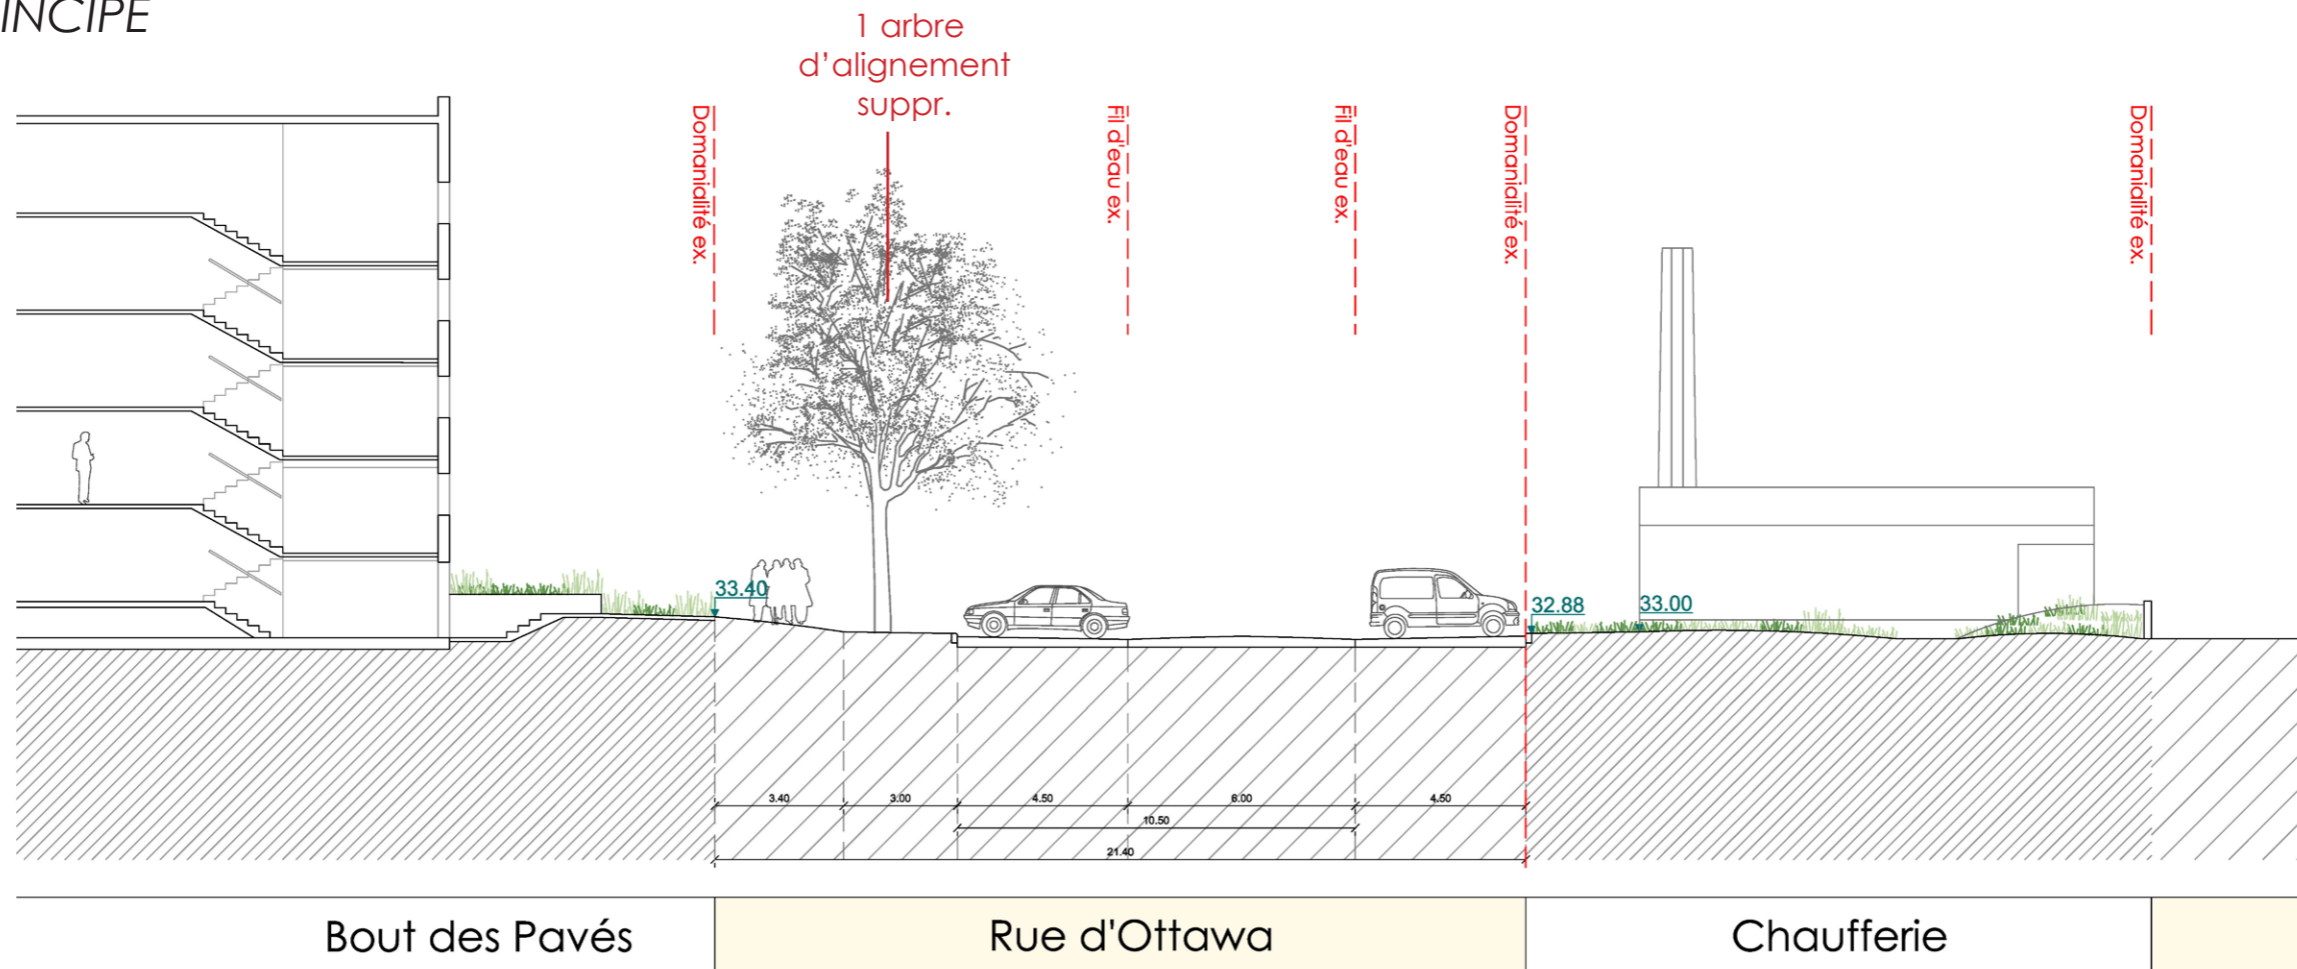 INCIPE
1 arbre
d'alignement
suppr.
Domanialité ex.
Fil d'eau ex.
Fil d'eau ex.
Domanialité ex.
Domanialité ex.
33.40
32.88
33.00
3.40
3.00
4.50
6.00
4.50
10.50
21.40
Bout des Pavés
Rue d'Ottawa
Chaufferie